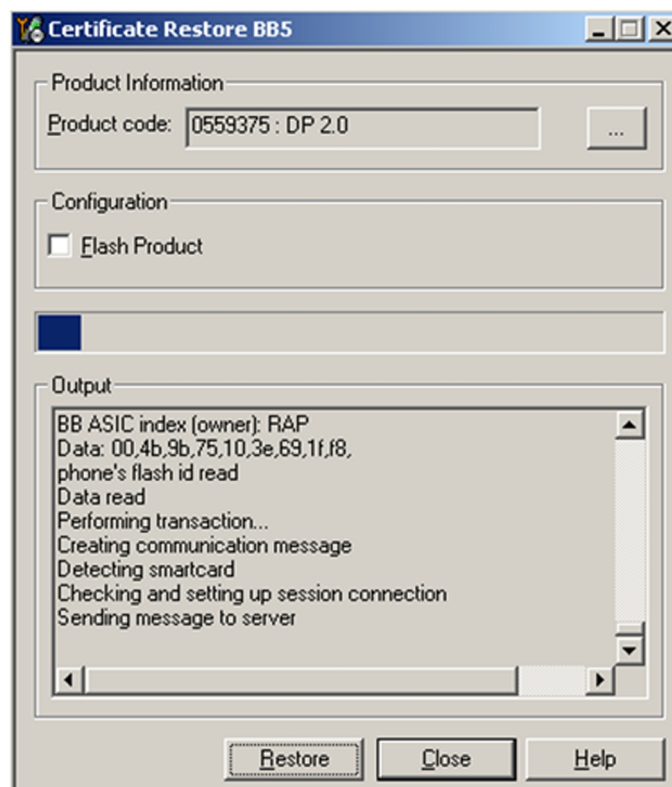 Certificate Restore BB5
Product Information
Product code: 0559375 : DP 2.0
...
Configuration
Flash Product
Output
BB ASIC index (owner): RAP
Data: 00,4b,9b,75,10,3e,69,1f,f8,
phone's flash id read
Data read
Performing transaction...
Creating communication message
Detecting smartcard
Checking and setting up session connection
Sending message to server
Restore Close Help